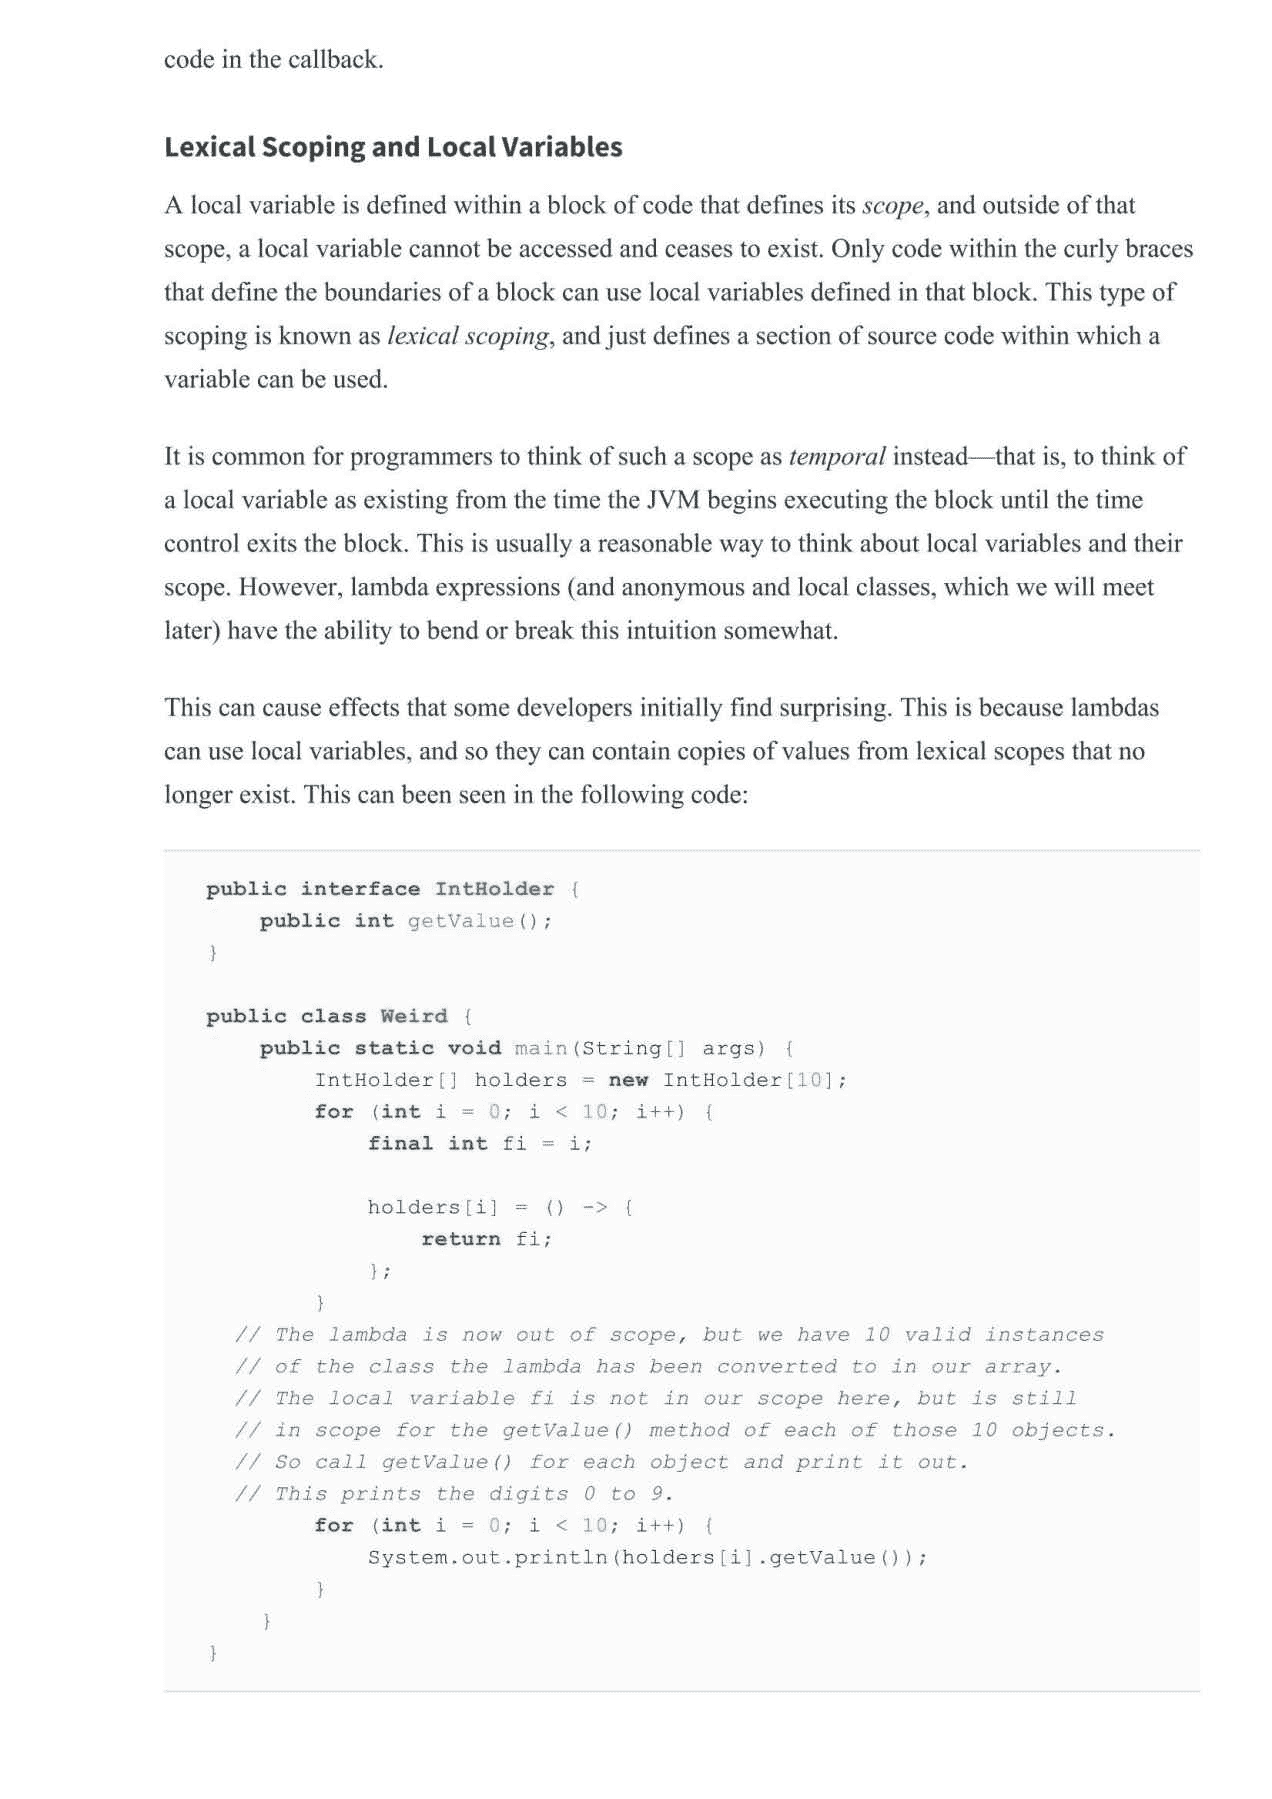 code in the callback.
Lexical Scoping and Local Variables
A local variable is defined within a block of code that defines its scope, and outside of that
scope, a local variable cannot be accessed and ceases to exist. Only code within the curly braces
that define the boundaries of a block can use local variables defined in that block. This type of
scoping is known as lexical scoping, and just defines a section of source code within which a
variable can be used.
It is common for programmers to think of such a scope as temporal instead—that is, to think of
a local variable as existing from the time the JVM begins executing the block until the time
control exits the block. This is usually a reasonable way to think about local variables and their
scope. However, lambda expressions (and anonymous and local classes, which we will meet
later) have the ability to bend or break this intuition somewhat.
This can cause effects that some developers initially find surprising. This is because lambdas
can use local variables, and so they can contain copies of values from lexical scopes that no
longer exist. This can been seen in the following code:
public interface IntHolder {
    public int getValue();
}
public class Weird {
    public static void main(String[] args) {
        IntHolder[] holders = new IntHolder[10];
        for (int i = 0; i < 10; i++) {
            final int fi = i;
            holders[i] = () -> {
                return fi;
            };
        }
  // The lambda is now out of scope, but we have 10 valid instances
  // of the class the lambda has been converted to in our array.
  // The local variable fi is not in our scope here, but is still
  // in scope for the getValue() method of each of those 10 objects.
  // So call getValue() for each object and print it out.
  // This prints the digits 0 to 9.
        for (int i = 0; i < 10; i++) {
            System.out.println(holders[i].getValue());
        }
    }
}